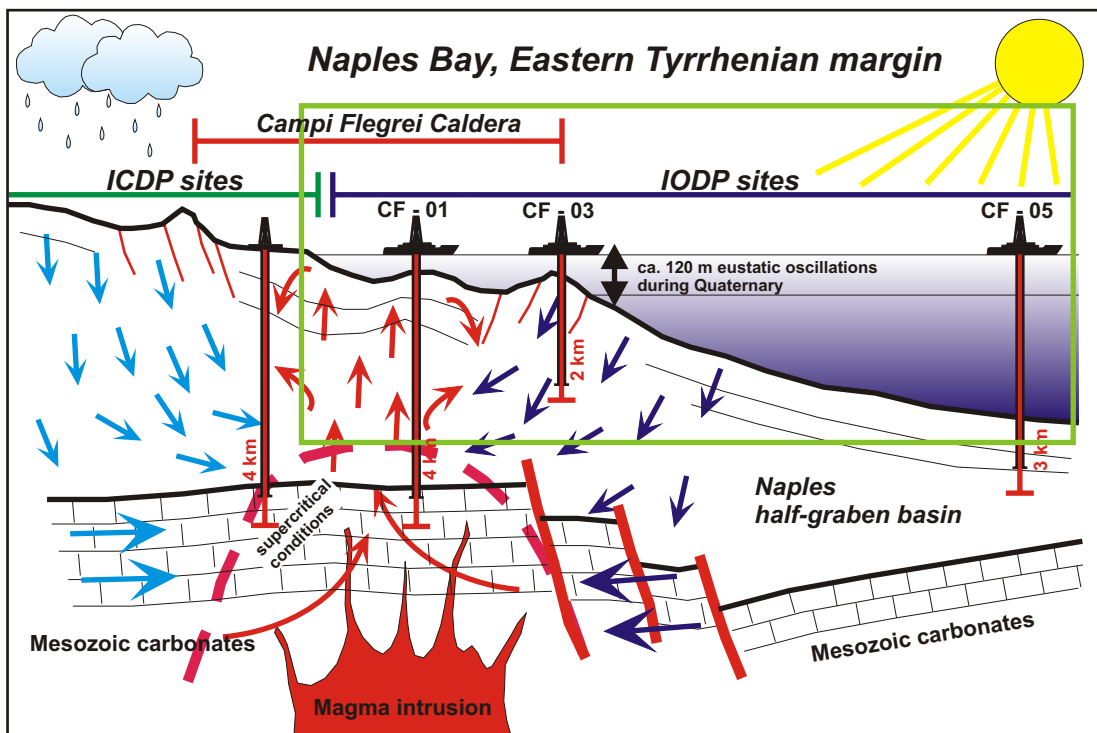 Naples Bay, Eastern Tyrrhenian margin
Campi Flegrei Caldera
ICDP sites
IODP sites
CF - 01
CF - 03
CF - 05
ca. 120 m eustatic oscillations
during Quaternary
2 km
4 km
4 km
3 km
supercritical
conditions
Naples
half-graben basin
Mesozoic carbonates
Mesozoic carbonates
Magma intrusion